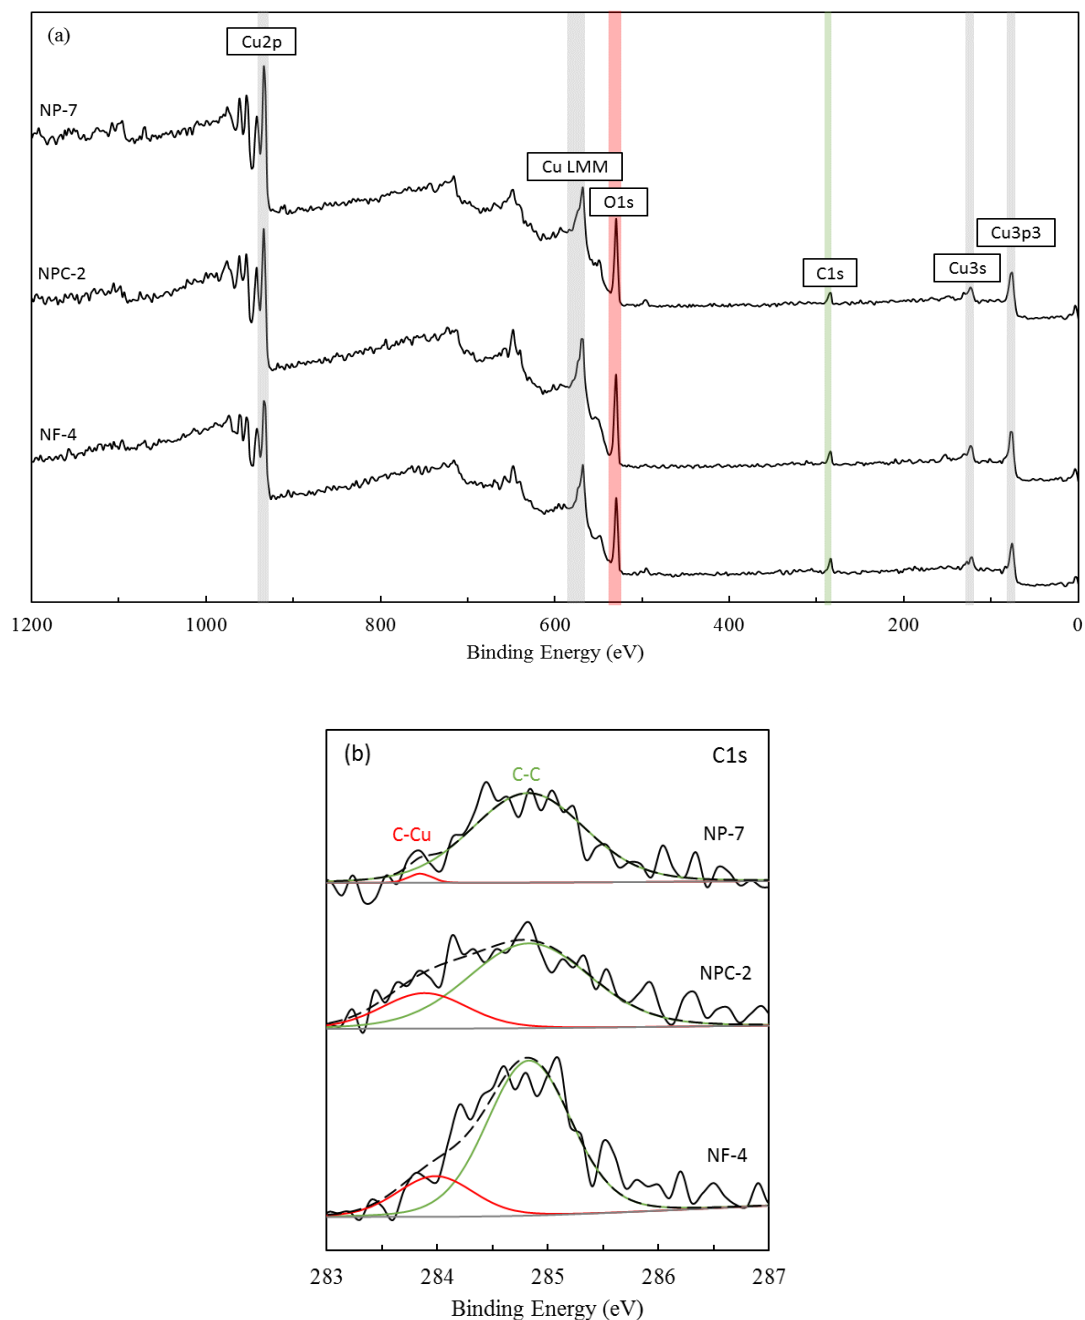 (a)
Cu2p
NP-7
Cu LMM
O1s
Cu3p3
NPC-2
C1s
Cu3s
NF-4
1200 1000 800 600 400 200 0
Binding Energy (eV)
(b) C1s
C-C
C-Cu NP-7
NPC-2
NF-4
283 284 285 286 287
Binding Energy (eV)